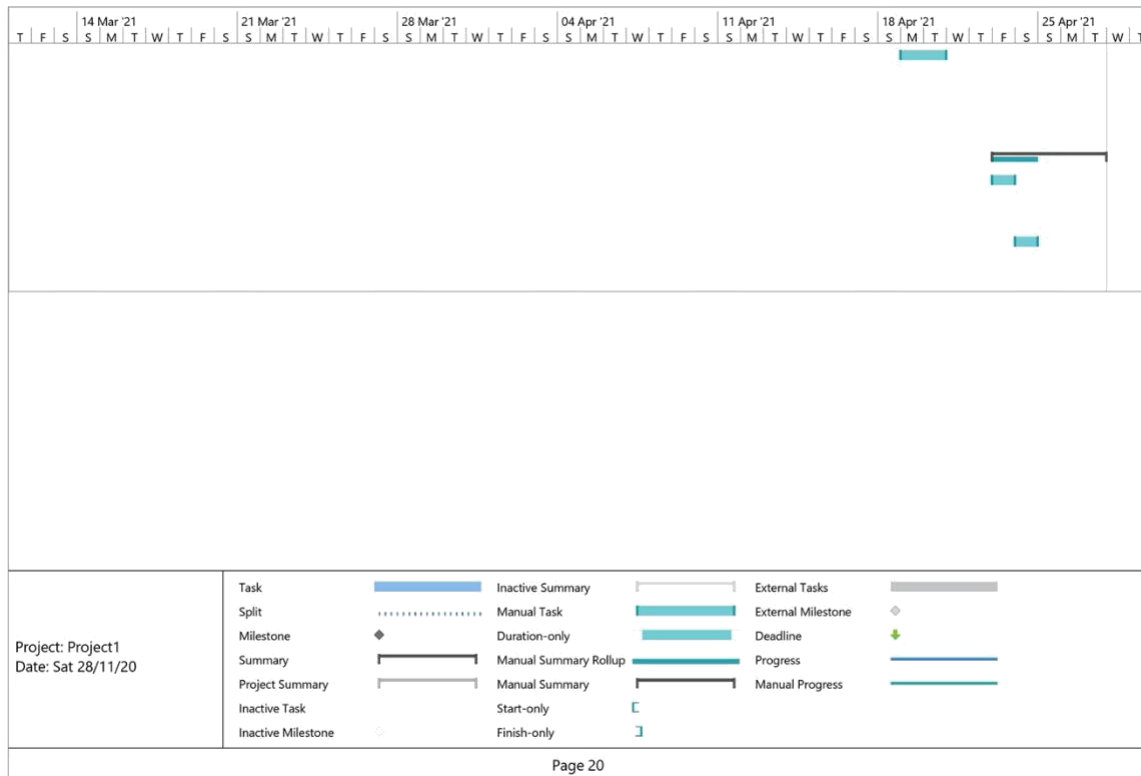 14 Mar '21 21 Mar '21 28 Mar '21 04 Apr '21 11 Apr '21 18 Apr '21 25 Apr '21
T F S S M T W T F S S M T W T F S S M T W T F S S M T W T F S S M T W T F S S M T W T F S S M T W T
Project: Project1
Date: Sat 28/11/20
Task
Split
Milestone
Summary
Project Summary
Inactive Task
Inactive Milestone
Inactive Summary
Manual Task
Duration-only
Manual Summary Rollup
Manual Summary
Start-only
Finish-only
External Tasks
External Milestone
Deadline
Progress
Manual Progress
Page 20